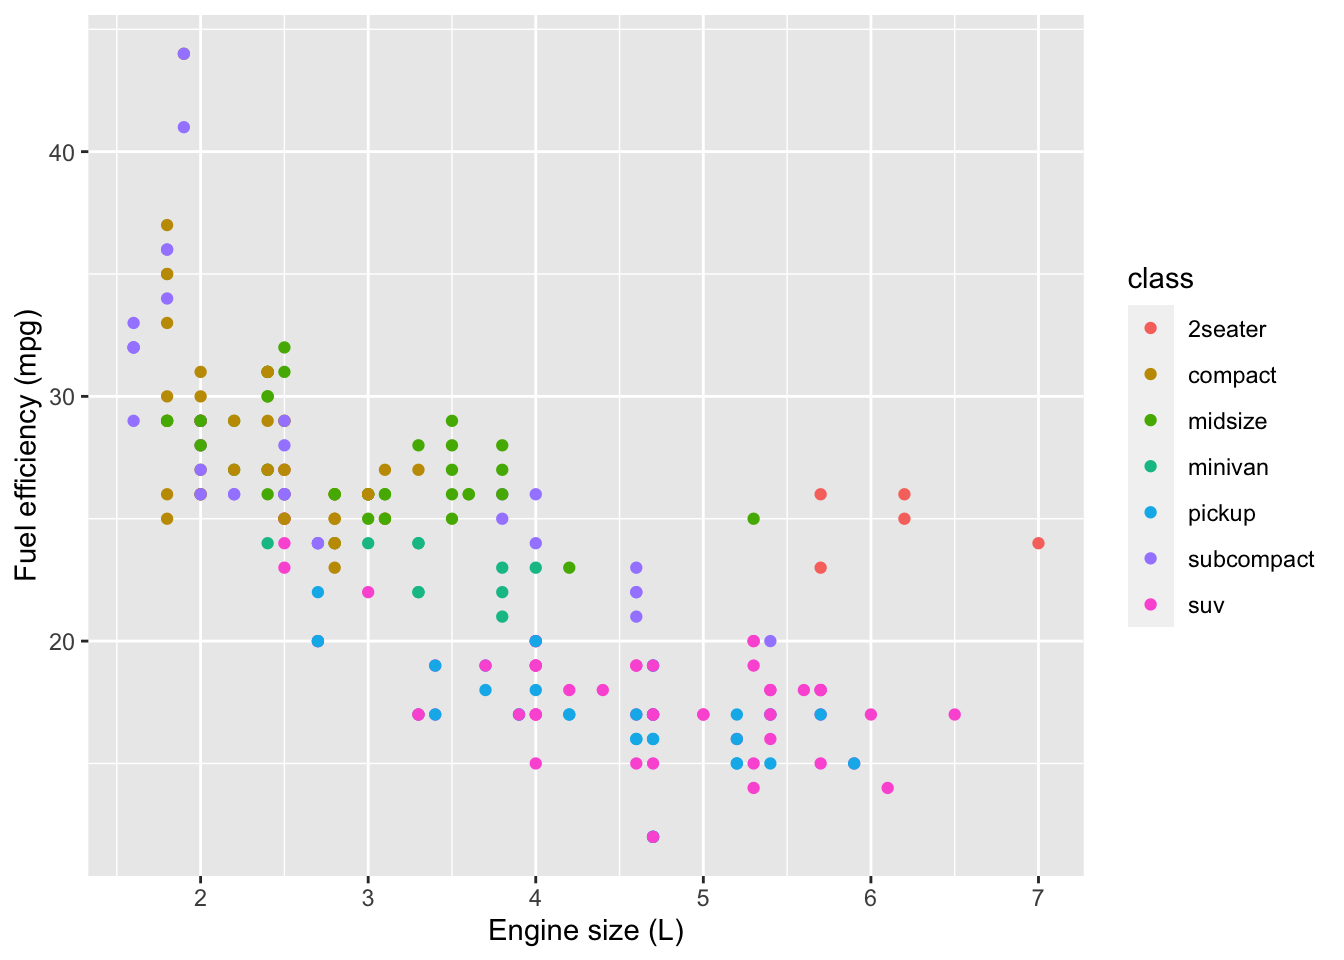 40
30
20
Fuel efficiency (mpg)
2 3 4 5 6 7
Engine size (L)
class
2seater
compact
midsize
minivan
pickup
subcompact
suv